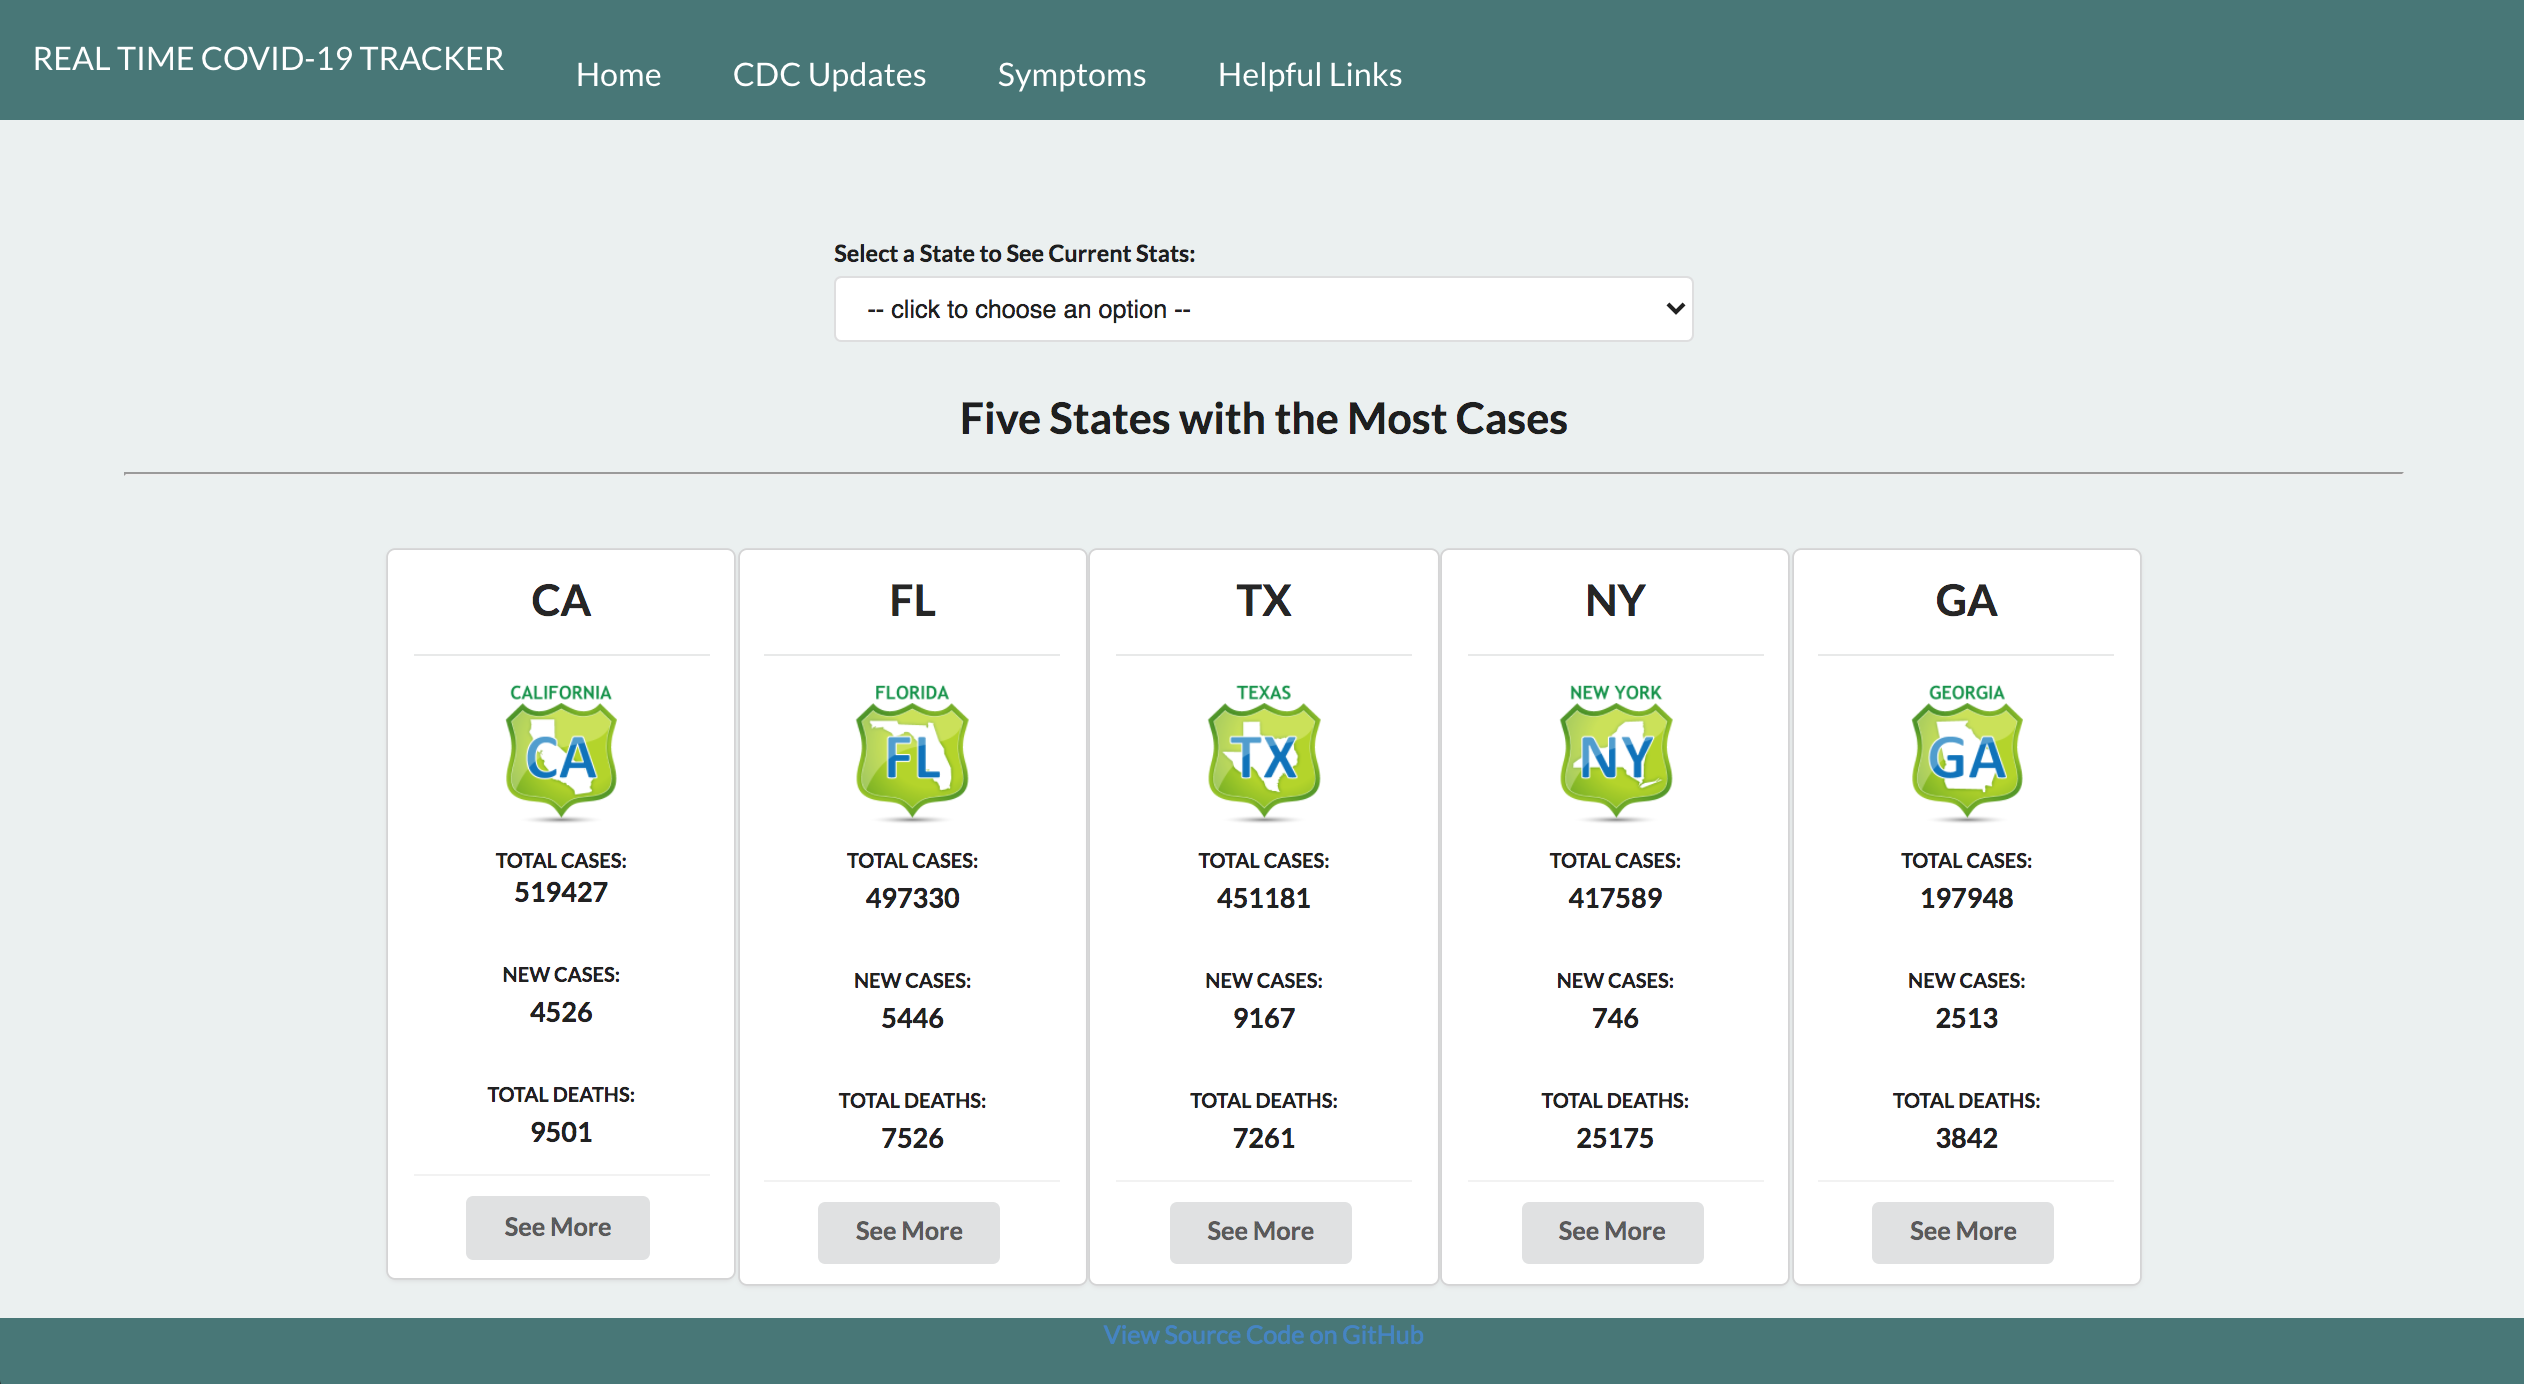 REAL TIME COVID-19 TRACKER
Home
CDC Updates
Symptoms
Helpful Links
Select a State to See Current Stats:
-- click to choose an option --
Five States with the Most Cases
CA
CALIFORNIA
CA
TOTAL CASES:
519427
NEW CASES:
4526
TOTAL DEATHS:
9501
See More
FL
FLORIDA
FL
TOTAL CASES:
497330
NEW CASES:
5446
TOTAL DEATHS:
7526
See More
TX
TEXAS
TX
TOTAL CASES:
451181
NEW CASES:
9167
TOTAL DEATHS:
7261
See More
NY
NEW YORK
NY
TOTAL CASES:
417589
NEW CASES:
746
TOTAL DEATHS:
25175
See More
GA
GEORGIA
GA
TOTAL CASES:
197948
NEW CASES:
2513
TOTAL DEATHS:
3842
See More
View Source Code on GitHub